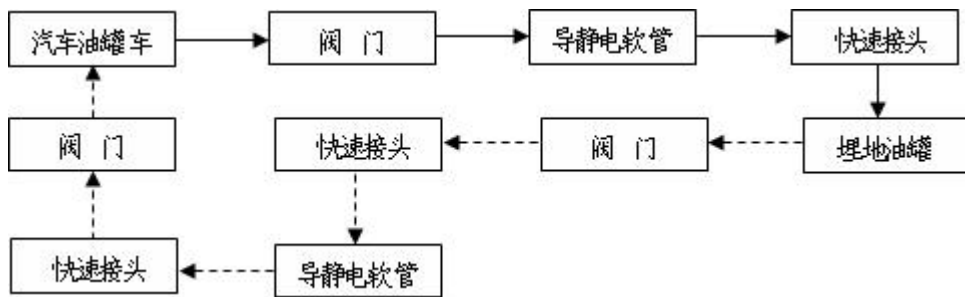 汽车油罐车
阀 门
导静电软管
快速接头
阀 门
快速接头
阀 门
埋地油罐
快速接头
导静电软管